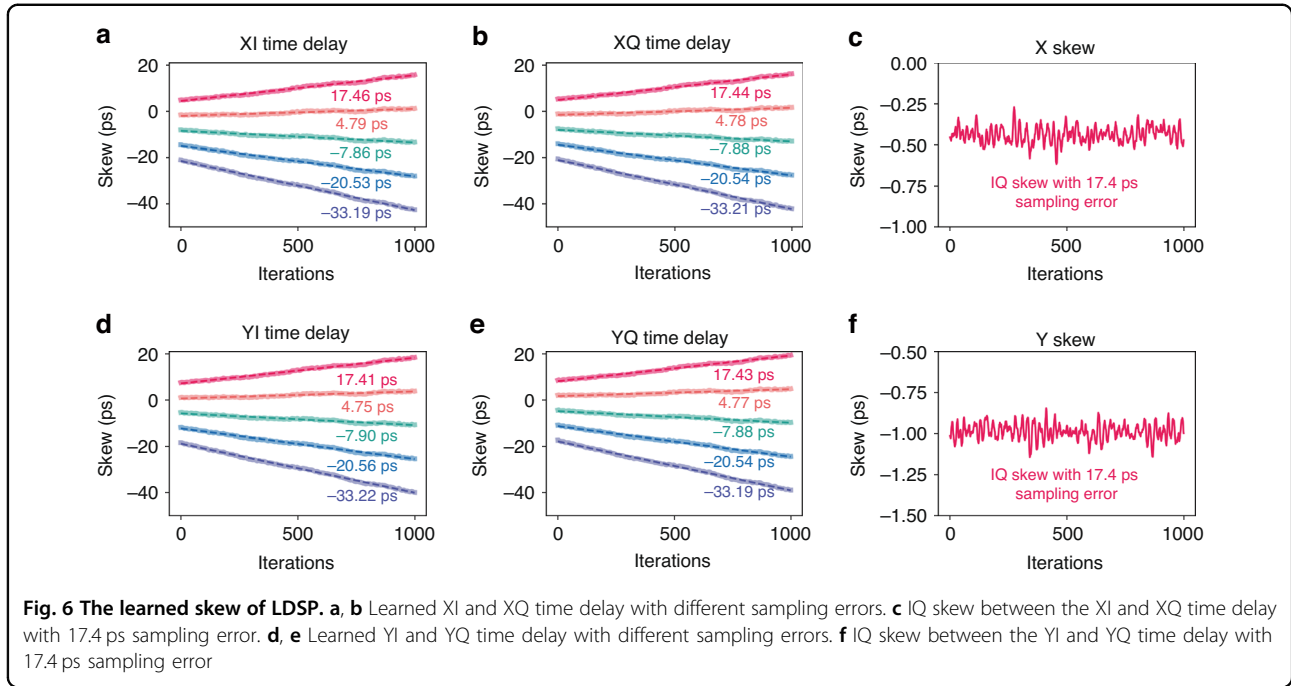 a
XI time delay
20
0
−20
−40
Skew (ps)
17.46 ps
4.79 ps
−7.86 ps
−20.53 ps
−33.19 ps
0
500
1000
Iterations
b
XQ time delay
20
0
−20
−40
Skew (ps)
17.44 ps
4.78 ps
−7.88 ps
−20.54 ps
−33.21 ps
0
500
1000
Iterations
c
X skew
0.00
−0.25
−0.50
−0.75
−1.00
Skew (ps)
IQ skew with 17.4 ps
sampling error
0
500
1000
Iterations
d
YI time delay
20
0
−20
−40
Skew (ps)
17.41 ps
4.75 ps
−7.90 ps
−20.56 ps
−33.22 ps
0
500
1000
Iterations
e
YQ time delay
20
0
−20
−40
Skew (ps)
17.43 ps
4.77 ps
−7.88 ps
−20.54 ps
−33.19 ps
0
500
1000
Iterations
f
Y skew
−0.50
−0.75
−1.00
−1.25
−1.50
Skew (ps)
IQ skew with 17.4 ps
sampling error
0
500
1000
Iterations
Fig. 6 The learned skew of LDSP. a, b Learned XI and XQ time delay with different sampling errors. c IQ skew between the XI and XQ time delay
with 17.4 ps sampling error. d, e Learned YI and YQ time delay with different sampling errors. f IQ skew between the YI and YQ time delay with
17.4 ps sampling error